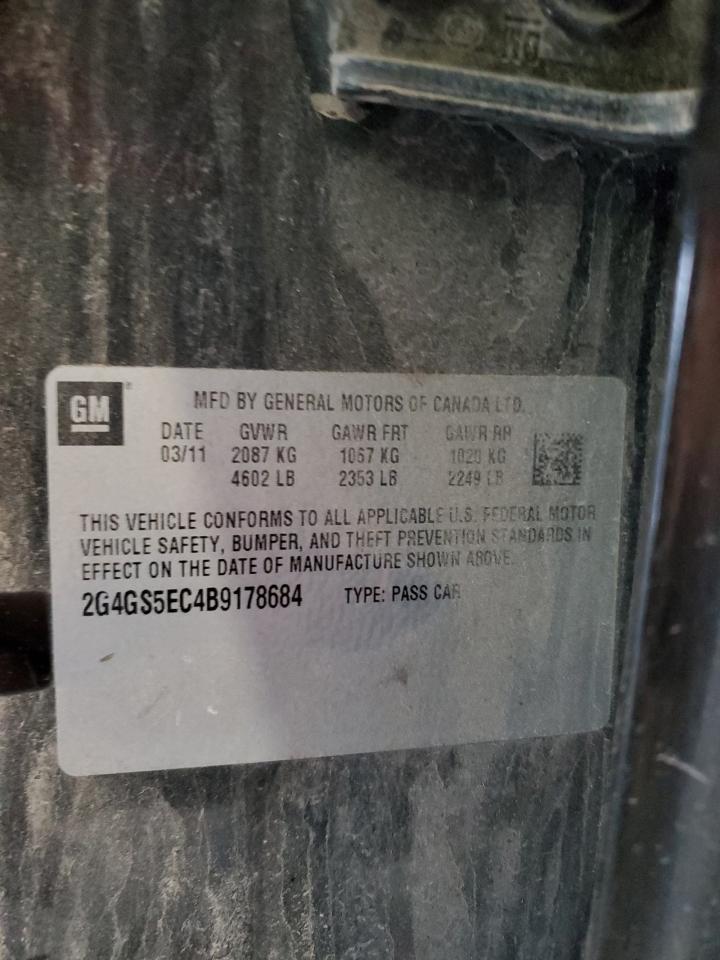 GM
MFD BY GENERAL MOTORS OF CANADA LTD.
DATE GVWR GAWR FRT GAWR RR
03/11 2087 KG 1067 KG 1020 KG
4602 LB 2353 LB 2249 LB
THIS VEHICLE CONFORMS TO ALL APPLICABLE U.S. FEDERAL MOTOR
VEHICLE SAFETY, BUMPER, AND THEFT PREVENTION STANDARDS IN
EFFECT ON THE DATE OF MANUFACTURE SHOWN ABOVE.
2G4GS5EC4B9178684 TYPE: PASS CAR